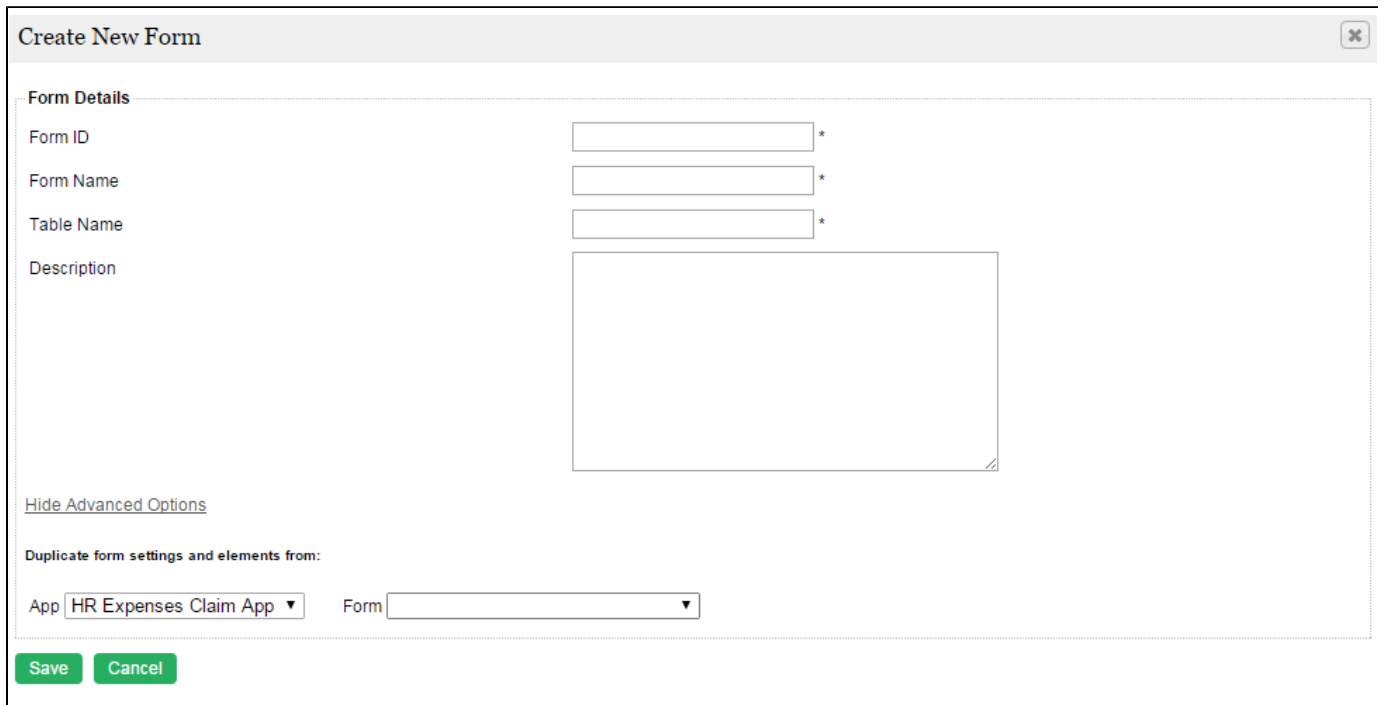 Create New Form
Form Details
Form ID *
Form Name *
Table Name *
Description
Hide Advanced Options
Duplicate form settings and elements from:
App HR Expenses Claim App ▼ Form ▼
Save Cancel